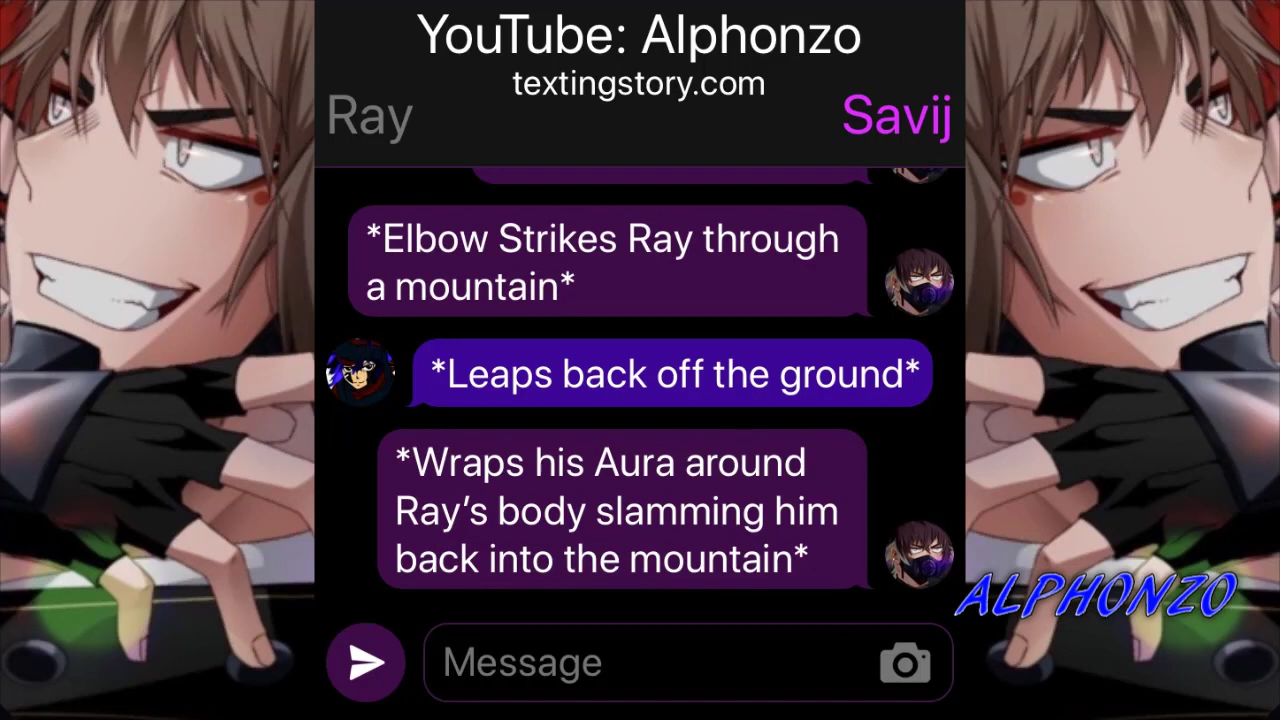 YouTube: Alphonzo
textingstory.com
Ray
Savij
*Elbow Strikes Ray through
a mountain*
*Leaps back off the ground*
*Wraps his Aura around
Ray’s body slamming him
back into the mountain*
ALPHONZO
Message